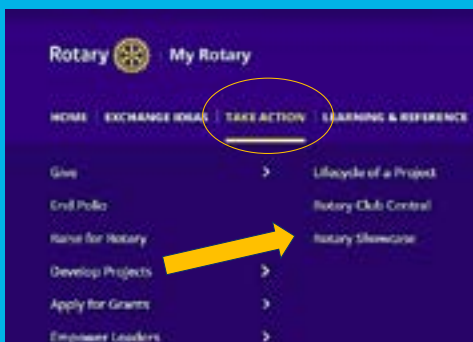 Rotary My Rotary
HOME EXCHANGE IDEAS TAKE ACTION LEARNING & REFERENCE
Give > Lifecycle of a Project
End Polio Rotary Club Central
Raise for Rotary Rotary Showcase
Develop Projects >
Apply for Grants >
Empower Leaders >